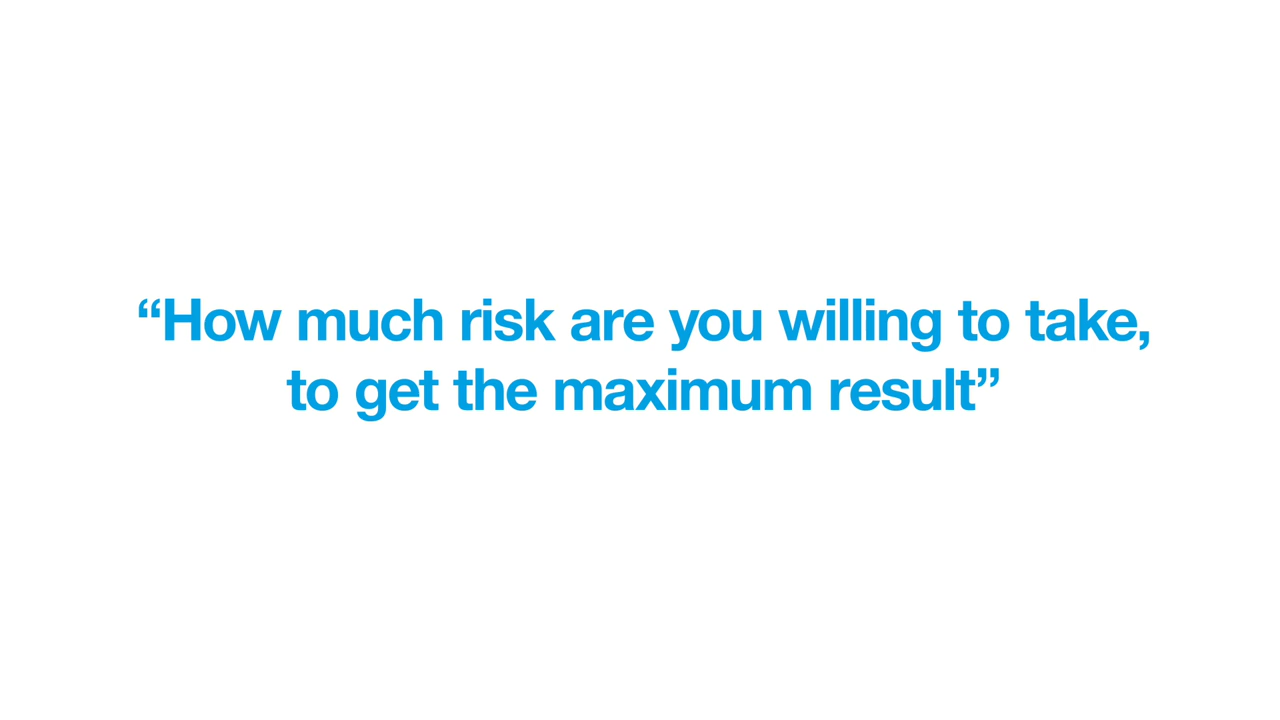 “How much risk are you willing to take,
to get the maximum result”